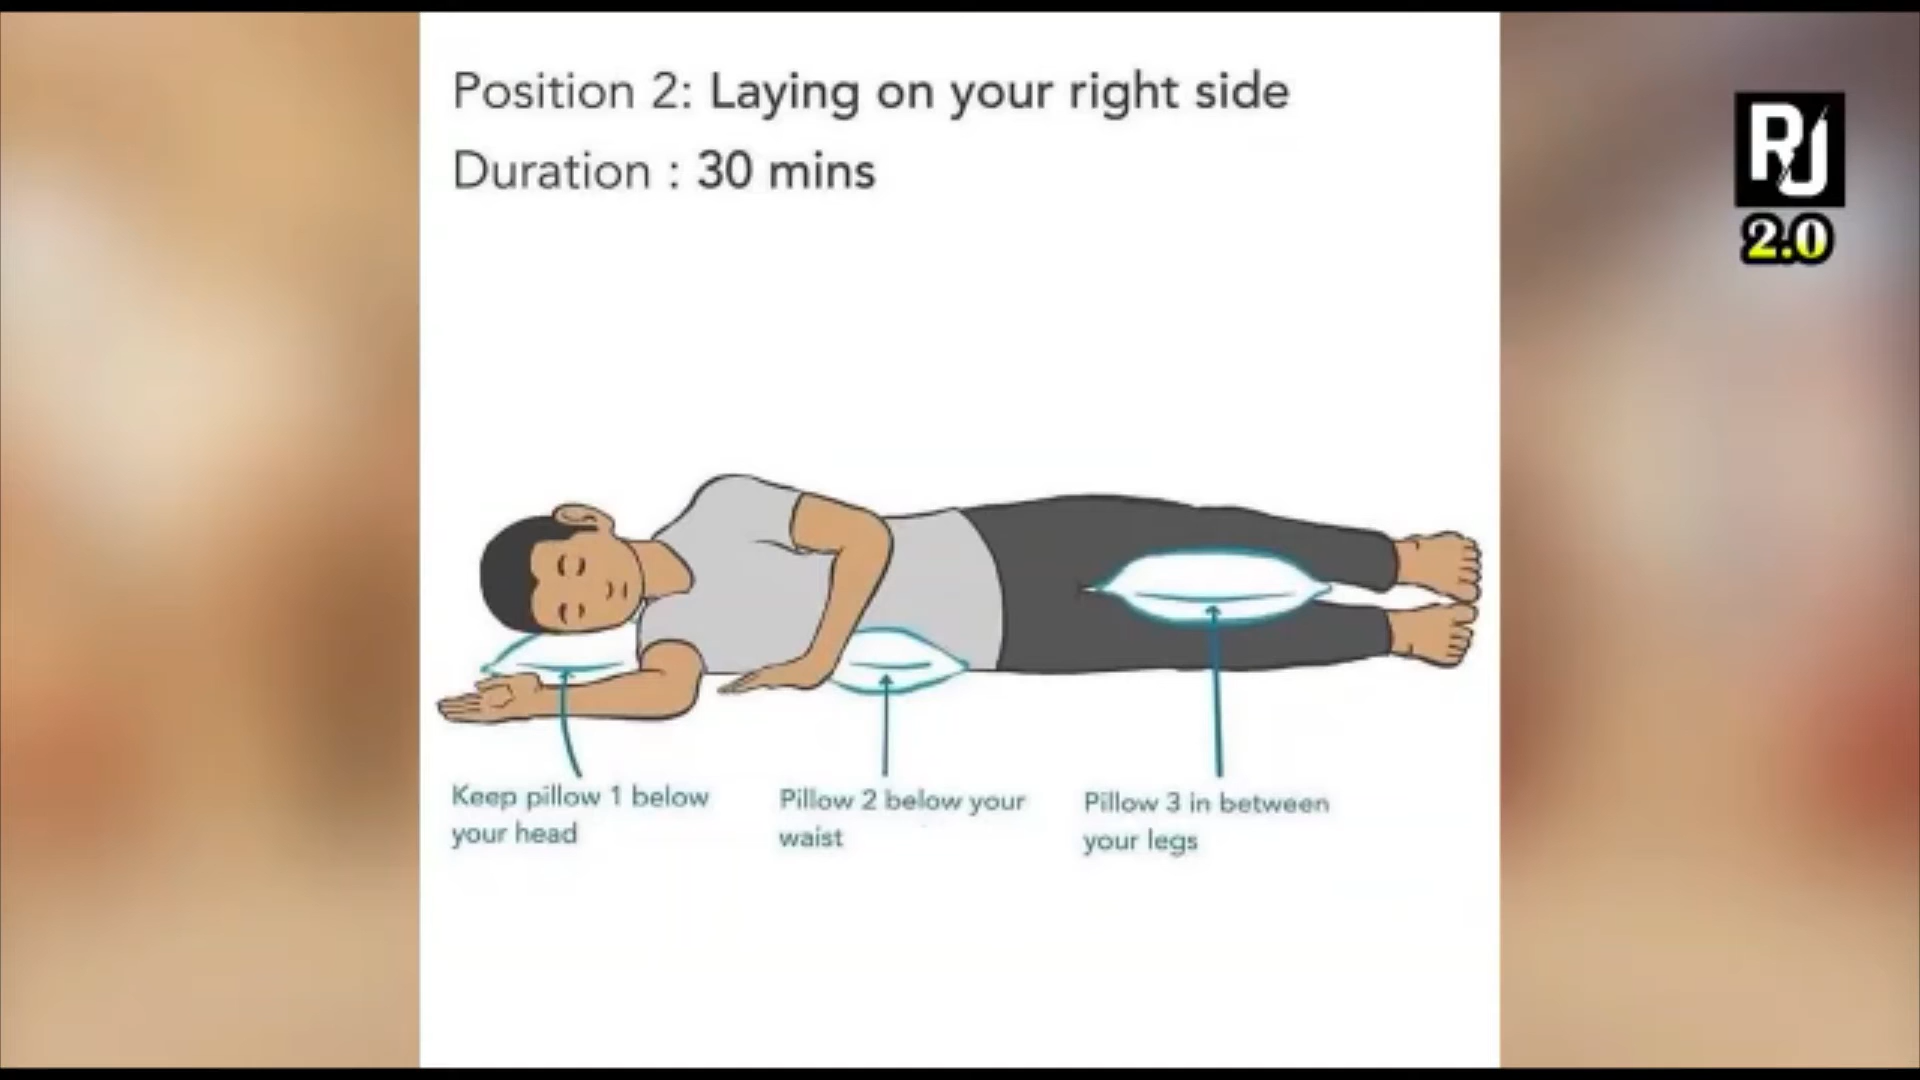 Position 2: Laying on your right side
Duration : 30 mins
RJ
2.0
Keep pillow 1 below
your head
Pillow 2 below your
waist
Pillow 3 in between
your legs